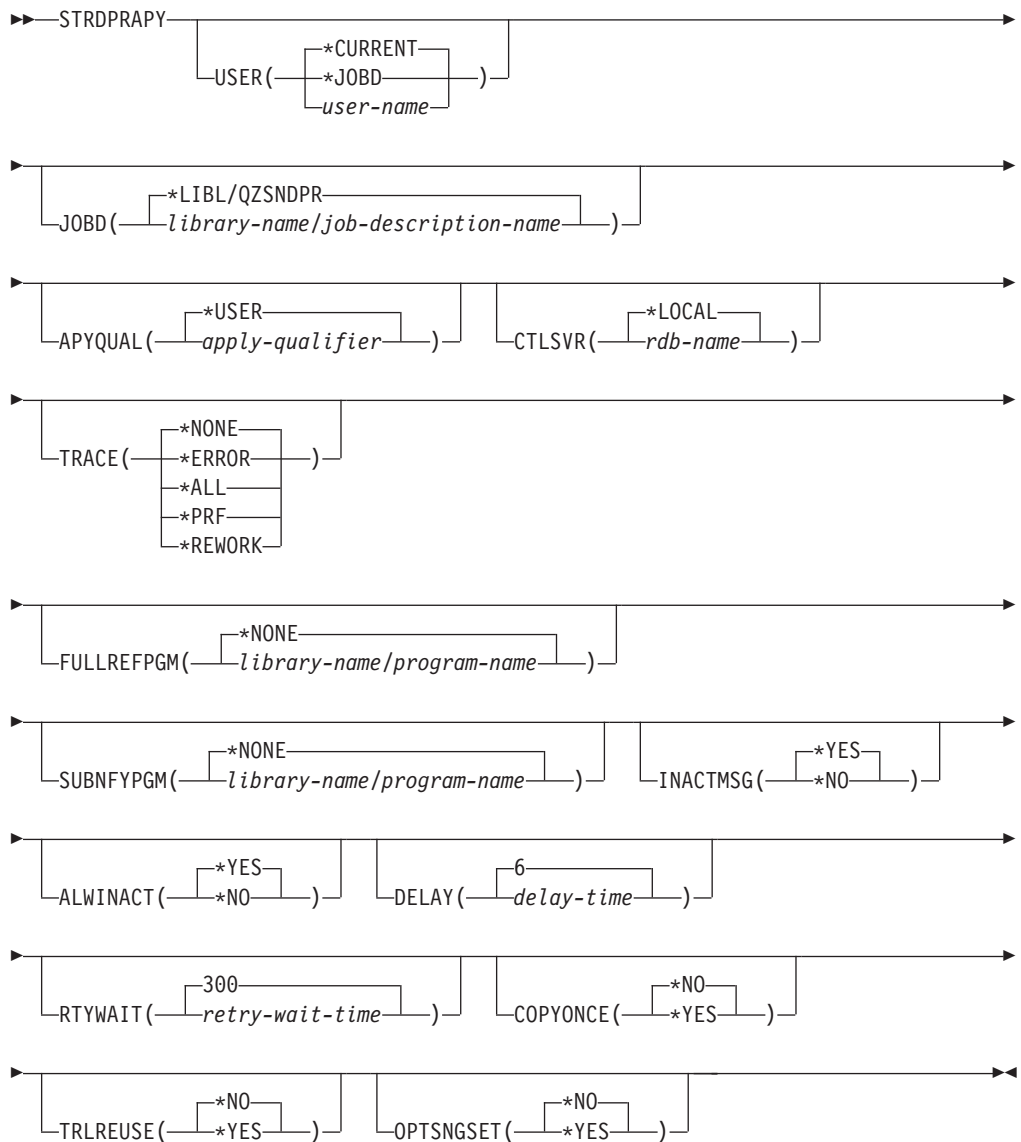 STRDPRAPY
*CURRENT
USER( *JOBD )
user-name
*LIBL/QZSNDPR
JOBD( library-name/job-description-name )
*USER *LOCAL
APYQUAL( apply-qualifier ) CTLSVR( rdb-name )
*NONE
TRACE( *ERROR )
*ALL
*PRF
*REWORK
*NONE
FULLREFPGM( library-name/program-name )
*NONE *YES
SUBNFYPGM( library-name/program-name ) INACTMSG( *NO )
*YES 6
ALWINACT( *NO ) DELAY( delay-time )
300 *NO
RTYWAIT( retry-wait-time ) COPYONCE( *YES )
*NO *NO
TRLREUSE( *YES ) OPTSNGSET( *YES )